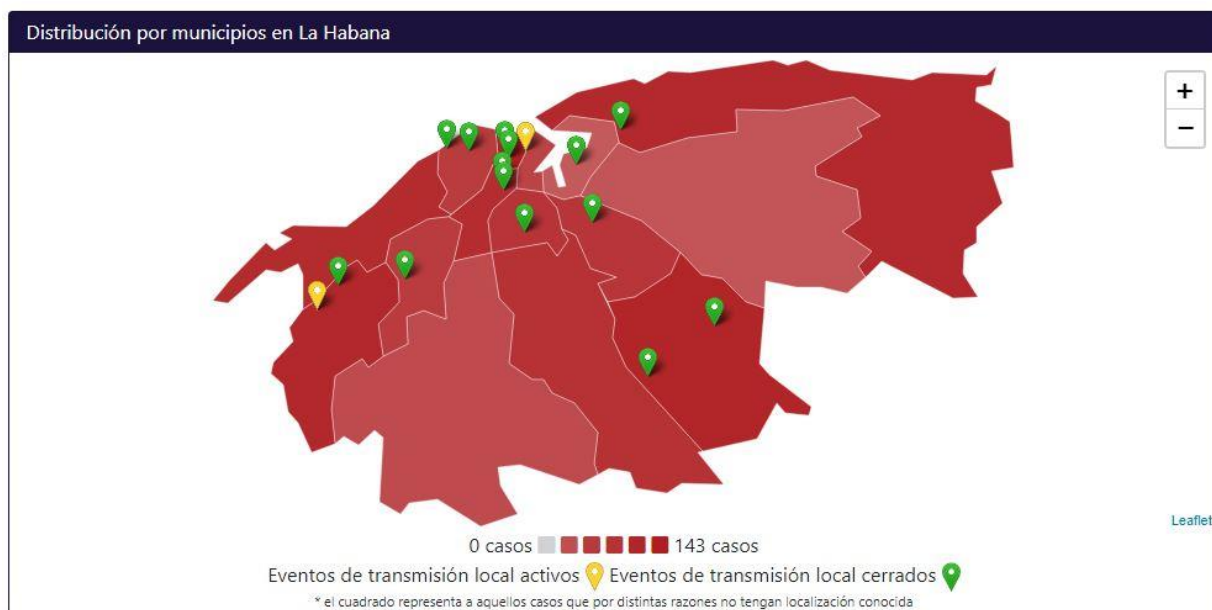 Distribución por municipios en La Habana
+
−
Leaflet
0 casos 143 casos
Eventos de transmisión local activos Eventos de transmisión local cerrados
* el cuadrado representa a aquellos casos que por distintas razones no tengan localización conocida